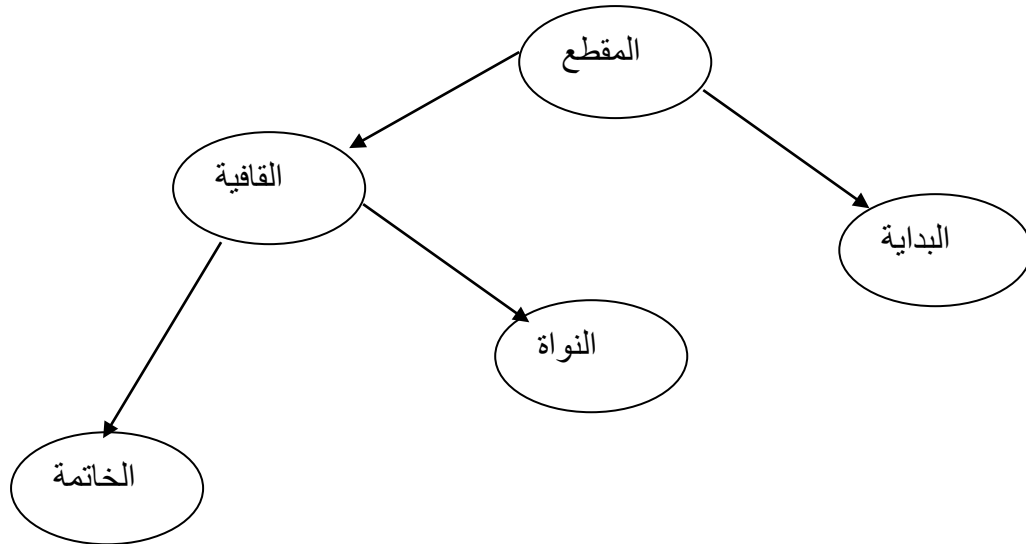 المقطع
القافية
البداية
النواة
الخاتمة